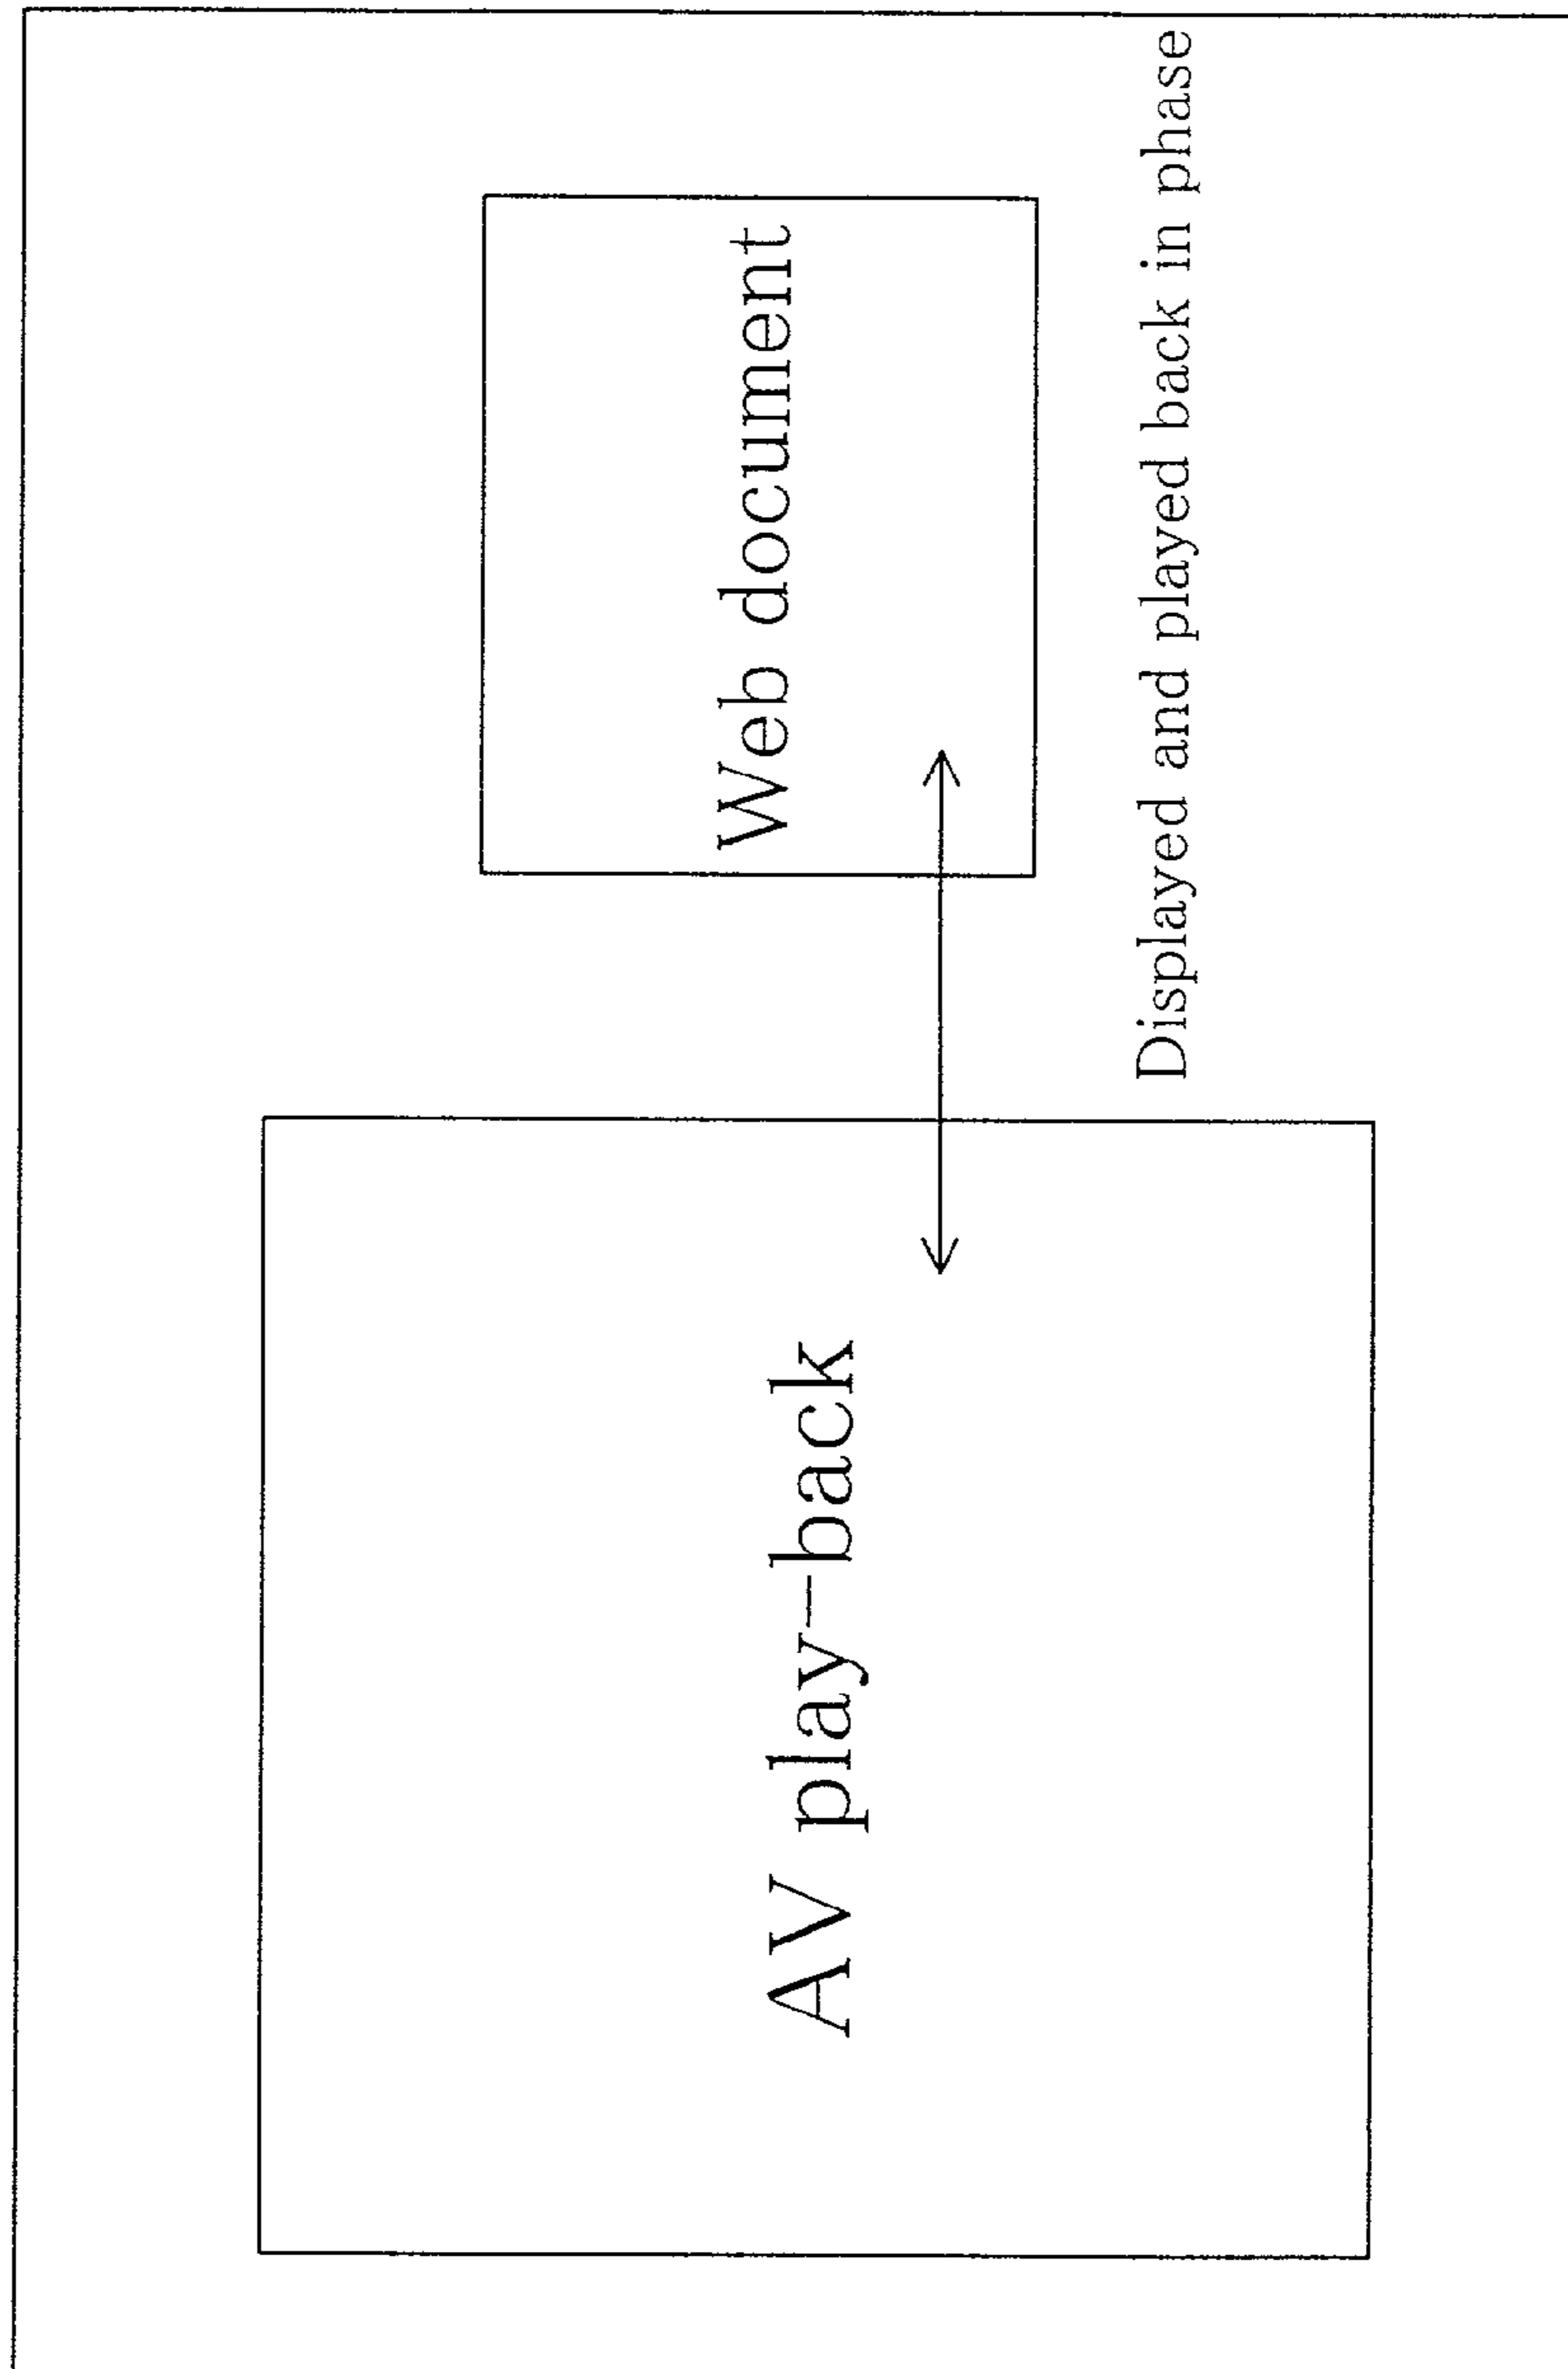 AV play-back
Web document
Displayed and played back in phase